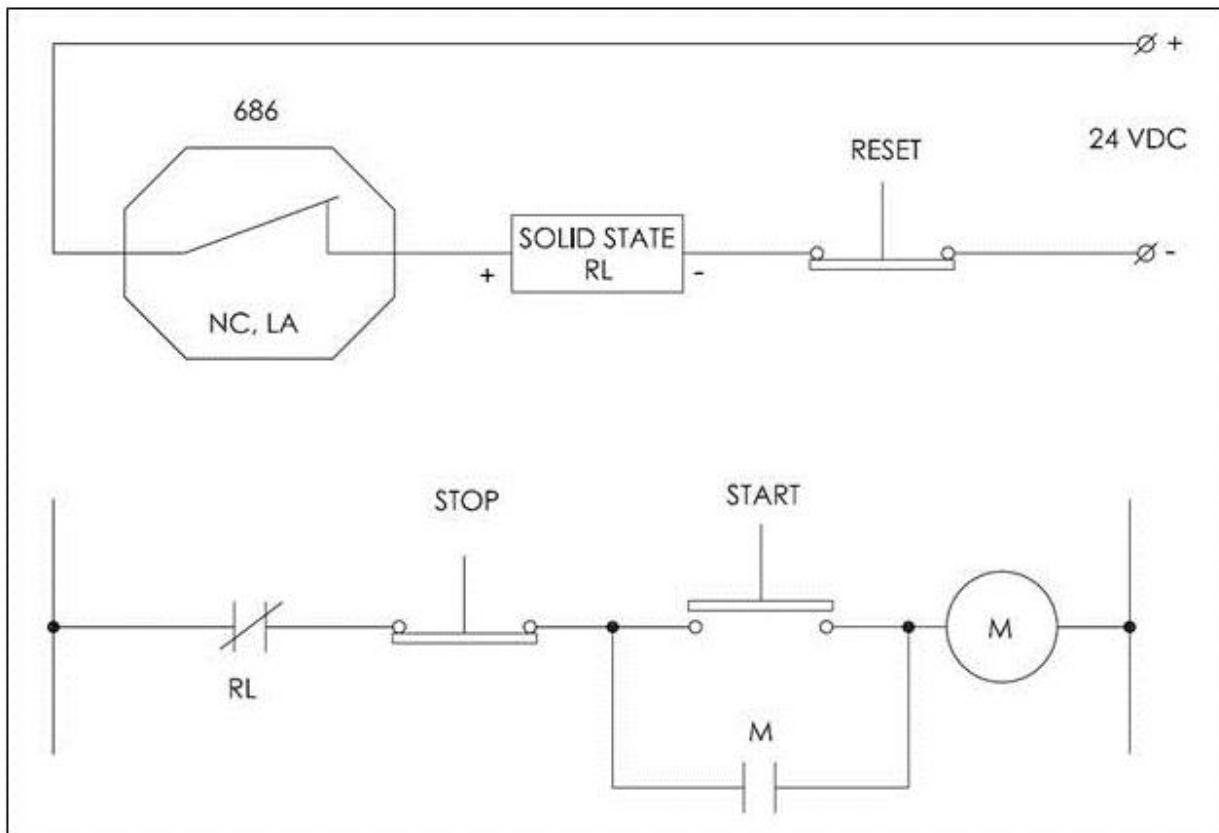 +
686
24 VDC
RESET
SOLID STATE
RL
+
-
-
NC, LA
STOP
START
M
RL
M